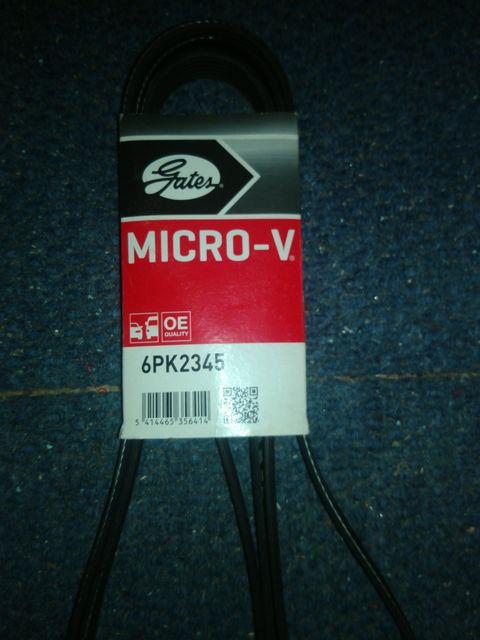 Gates
MICRO-V®
OE
QUALITY
6PK2345
5 414465 356414